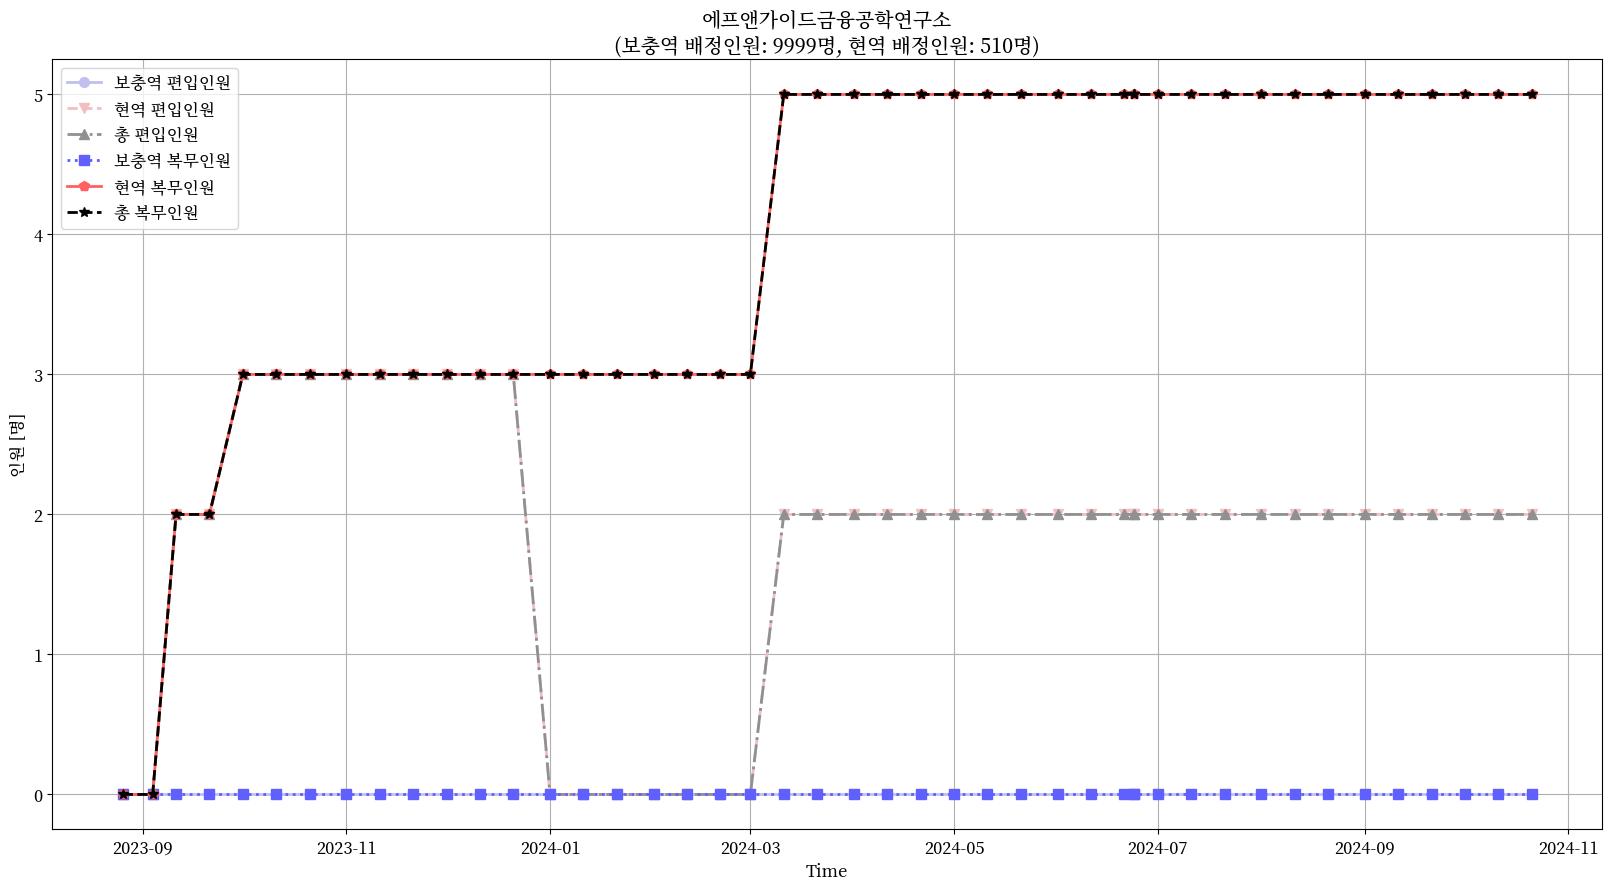 에프앤가이드금융공학연구소
(보충역 배정인원: 9999명, 현역 배정인원: 510명)
보충역 편입인원
현역 편입인원
총 편입인원
보충역 복무인원
현역 복무인원
총 복무인원
5
4
3
2
1
0
인원 [명]
2023-09
2023-11
2024-01
2024-03
2024-05
2024-07
2024-09
2024-11
Time